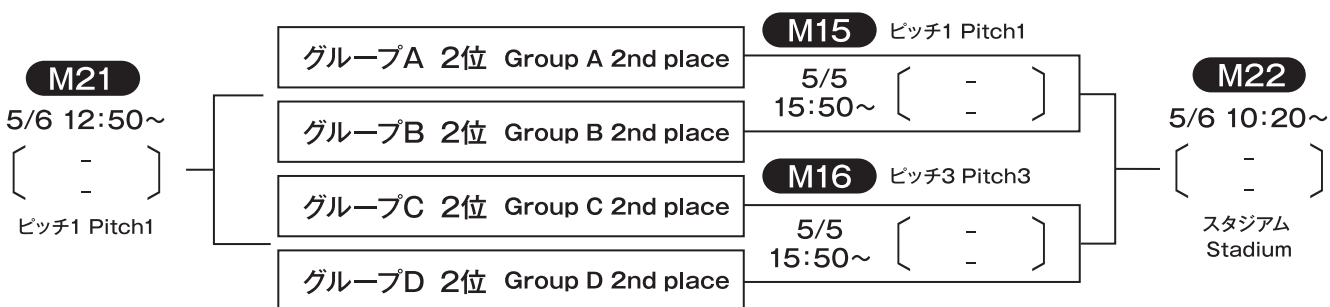 M21
5/6 12:50～
〔 - - 〕
ピッチ1 Pitch1
グループA 2位 Group A 2nd place
グループB 2位 Group B 2nd place
グループC 2位 Group C 2nd place
グループD 2位 Group D 2nd place
M15 ピッチ1 Pitch1
5/5
15:50～
〔 - - 〕
M16 ピッチ3 Pitch3
5/5
15:50～
〔 - - 〕
M22
5/6 10:20～
〔 - - 〕
スタジアム
Stadium